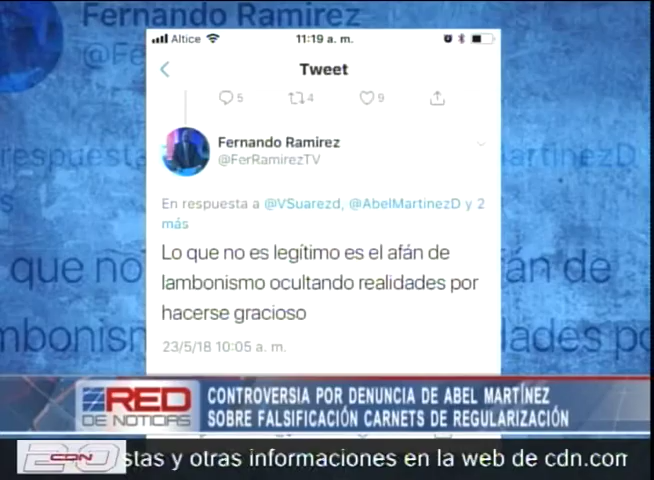 Fernando Ramirez
Altice
11:19 a. m.
Tweet
5
4
9
Fernando Ramirez
@FerRamirezTV
En respuesta a @VSuarezd, @AbelMartinezD y 2
más
Lo que no es legítimo es el afán de
lambonismo ocultando realidades por
hacerse gracioso
23/5/18 10:05 a. m.
RED
DE NOTICIAS
CONTROVERSIA POR DENUNCIA DE ABEL MARTÍNEZ
SOBRE FALSIFICACIÓN CARNETS DE REGULARIZACIÓN
CDN
20
stas y otras informaciones en la web de cdn.com